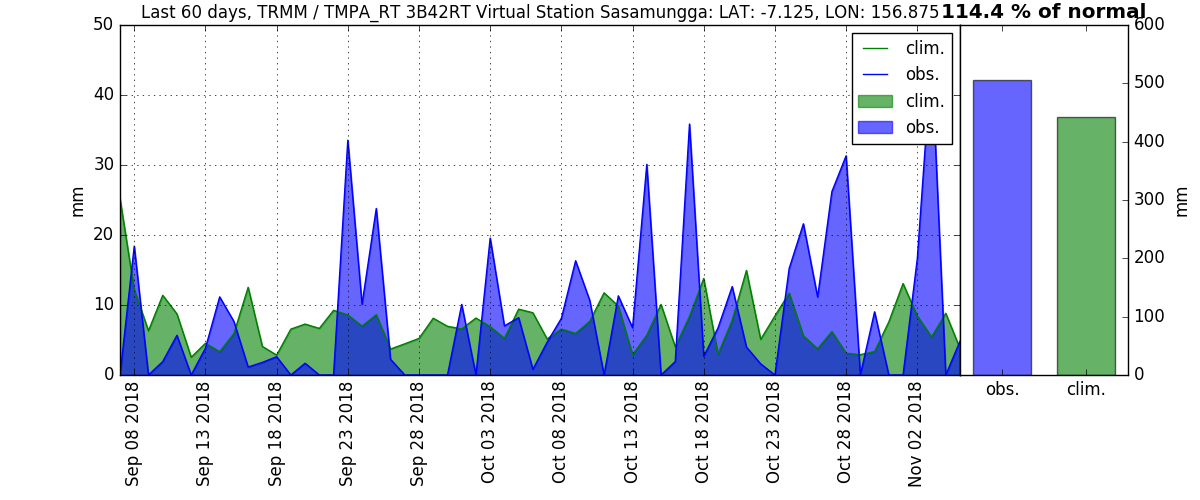 Last 60 days, TRMM / TMPA_RT 3B42RT Virtual Station Sasamungga: LAT: -7.125, LON: 156.875
114.4 % of normal
50
40
30
20
10
0
mm
clim.
obs.
clim.
obs.
600
500
400
300
200
100
0
mm
Sep 08 2018
Sep 13 2018
Sep 18 2018
Sep 23 2018
Sep 28 2018
Oct 03 2018
Oct 08 2018
Oct 13 2018
Oct 18 2018
Oct 23 2018
Oct 28 2018
Nov 02 2018
obs.
clim.